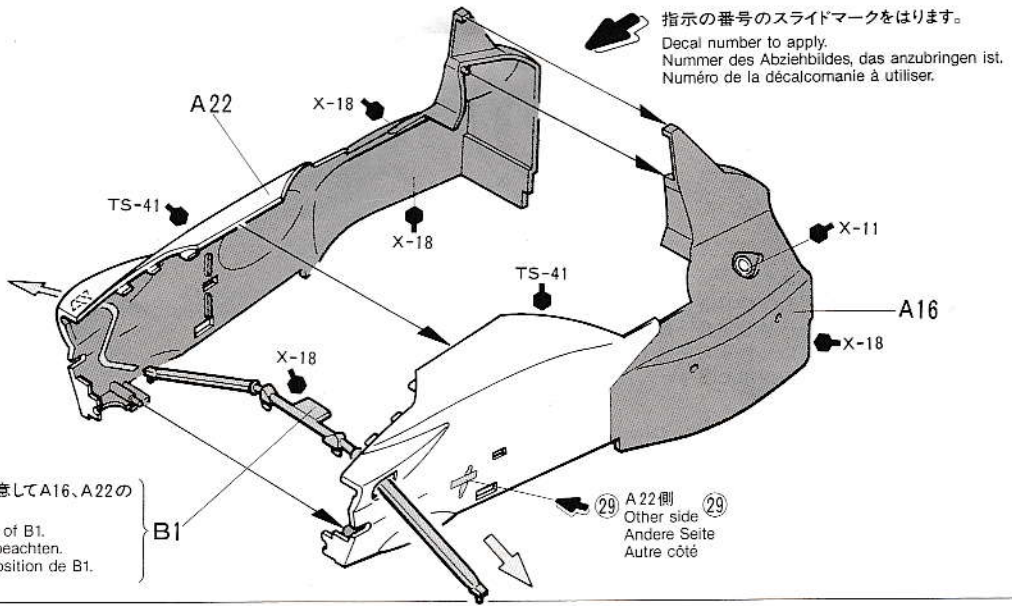 指示の番号のスライドマークをはります。
Decal number to apply.
Nummer des Abziehbildes, das anzubringen ist.
Numéro de la décalcomanie à utiliser.
A22
X-18
TS-41
X-18
X-11
TS-41
A16
X-18
X-18
意してA16、A22の
of B1.
beachten.
position de B1.
B1
29 A22側 29
Other side
Andere Seite
Autre côté